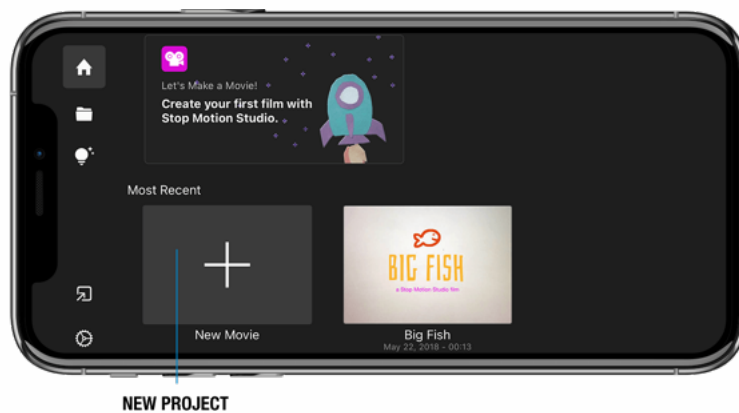 Let's Make a Movie!
Create your first film with
Stop Motion Studio.
Most Recent
BIG FISH
a Stop Motion Studio film
New Movie
Big Fish
May 22, 2018 - 00:13
NEW PROJECT